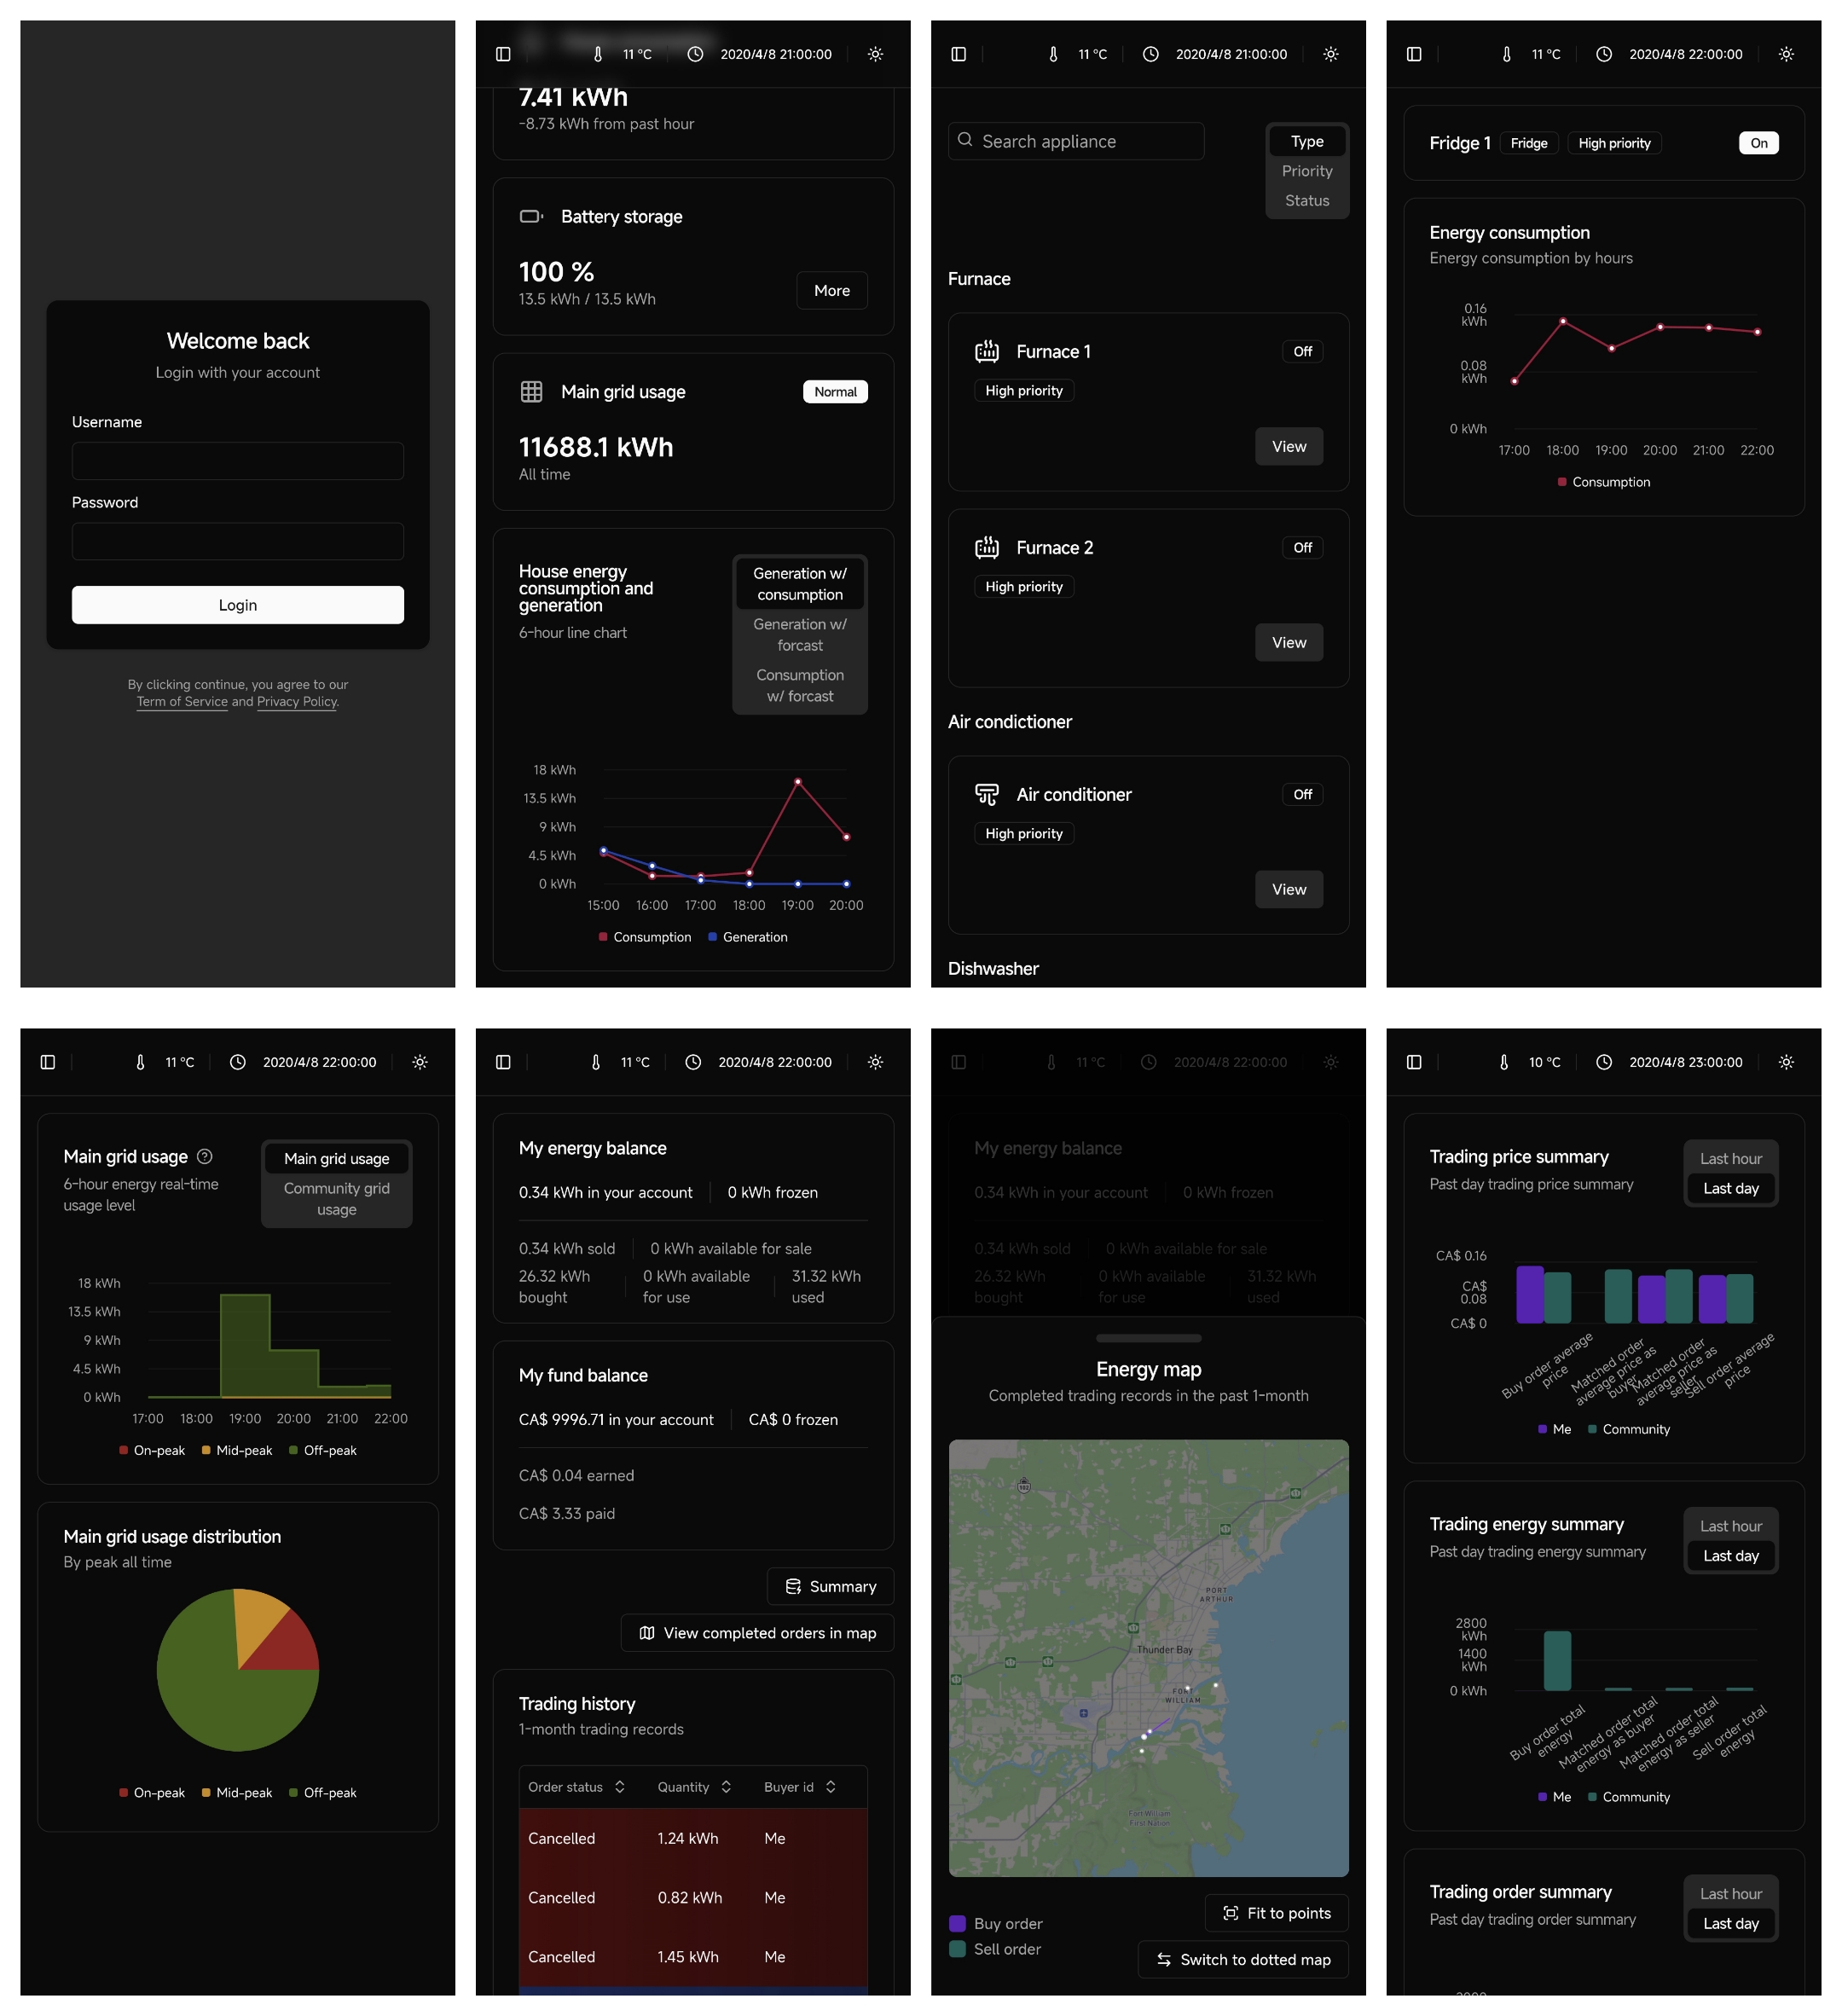 Welcome back
Login with your account
Username
Password
Login
By clicking continue, you agree to our
Term of Service and Privacy Policy.
11 °C
2020/4/8 21:00:00
7.41 kWh
-8.73 kWh from past hour
Battery storage
100 %
13.5 kWh / 13.5 kWh
More
Main grid usage
Normal
11688.1 kWh
All time
House energy
consumption and
generation
6-hour line chart
Generation w/
consumption
Generation w/
forcast
Consumption
w/ forcast
18 kWh
13.5 kWh
9 kWh
4.5 kWh
0 kWh
15:00 16:00 17:00 18:00 19:00 20:00
Consumption Generation
11 °C
2020/4/8 21:00:00
Search appliance
Type
Priority
Status
Furnace
Furnace 1
Off
High priority
View
Furnace 2
Off
High priority
View
Air condictioner
Air conditioner
Off
High priority
View
Dishwasher
11 °C
2020/4/8 22:00:00
Fridge 1 Fridge High priority On
Energy consumption
Energy consumption by hours
0.16
kWh
0.08
kWh
0 kWh
17:00 18:00 19:00 20:00 21:00 22:00
Consumption
11 °C
2020/4/8 22:00:00
Main grid usage
6-hour energy real-time
usage level
Main grid usage
Community grid
usage
18 kWh
13.5 kWh
9 kWh
4.5 kWh
0 kWh
17:00 18:00 19:00 20:00 21:00 22:00
On-peak Mid-peak Off-peak
Main grid usage distribution
By peak all time
On-peak Mid-peak Off-peak
11 °C
2020/4/8 22:00:00
My energy balance
0.34 kWh in your account 0 kWh frozen
0.34 kWh sold 0 kWh available for sale
26.32 kWh
bought
0 kWh available
for use
31.32 kWh
used
My fund balance
CA$ 9996.71 in your account CA$ 0 frozen
CA$ 0.04 earned
CA$ 3.33 paid
Summary
View completed orders in map
Trading history
1-month trading records
Order status Quantity Buyer id
Cancelled 1.24 kWh Me
Cancelled 0.82 kWh Me
Cancelled 1.45 kWh Me
11 °C
2020/4/8 22:00:00
My energy balance
0.34 kWh in your account 0 kWh frozen
0.34 kWh sold 0 kWh available for sale
26.32 kWh
bought
0 kWh available
for use
31.32 kWh
used
Energy map
Completed trading records in the past 1-month
102
PORT
ARTHUR
Thunder Bay
FORT
WILLIAM
Fort William
First Nation
Buy order
Sell order
Fit to points
Switch to dotted map
10 °C
2020/4/8 23:00:00
Trading price summary
Past day trading price summary
Last hour
Last day
CA$ 0.16
CA$
0.08
CA$ 0
Buy order average
price
Matched order
average price as
buyer
Matched order
average price as
seller
Sell order average
price
Me Community
Trading energy summary
Past day trading energy summary
Last hour
Last day
2800
kWh
1400
kWh
0 kWh
Buy order total
energy
Matched order total
energy as buyer
Matched order total
energy as seller
Sell order total
energy
Me Community
Trading order summary
Past day trading order summary
Last hour
Last day